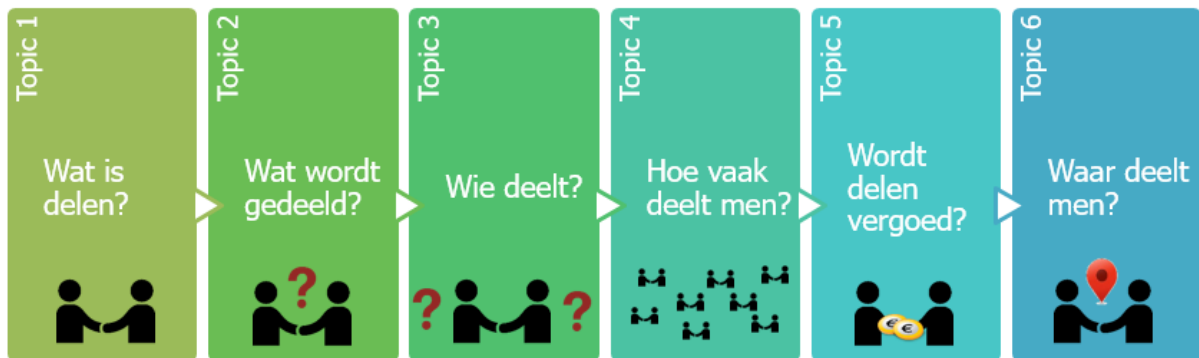 Topic 1
Wat is
delen?
Topic 2
Wat wordt
gedeeld?
?
Topic 3
Wie deelt?
? ?
Topic 4
Hoe vaak
deelt men?
Topic 5
Wordt
delen
vergoed?
€ €
Topic 6
Waar deelt
men?